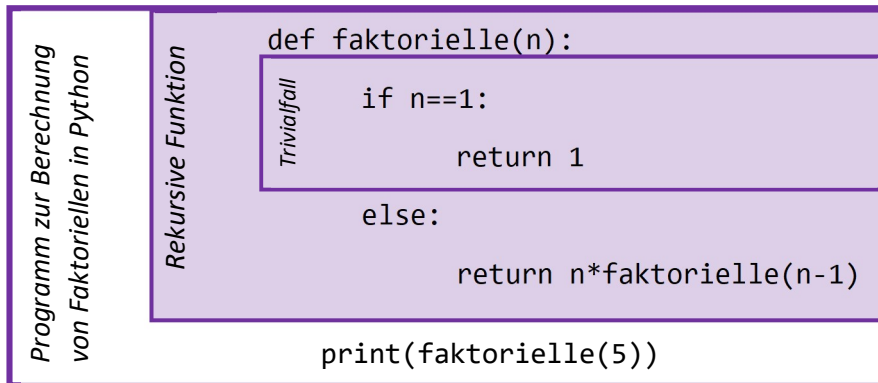 Programm zur Berechnung
von Faktoriellen in Python
Rekursive Funktion
def faktorielle(n):
Trivialfall
if n==1:
return 1
else:
return n*faktorielle(n-1)
print(faktorielle(5))